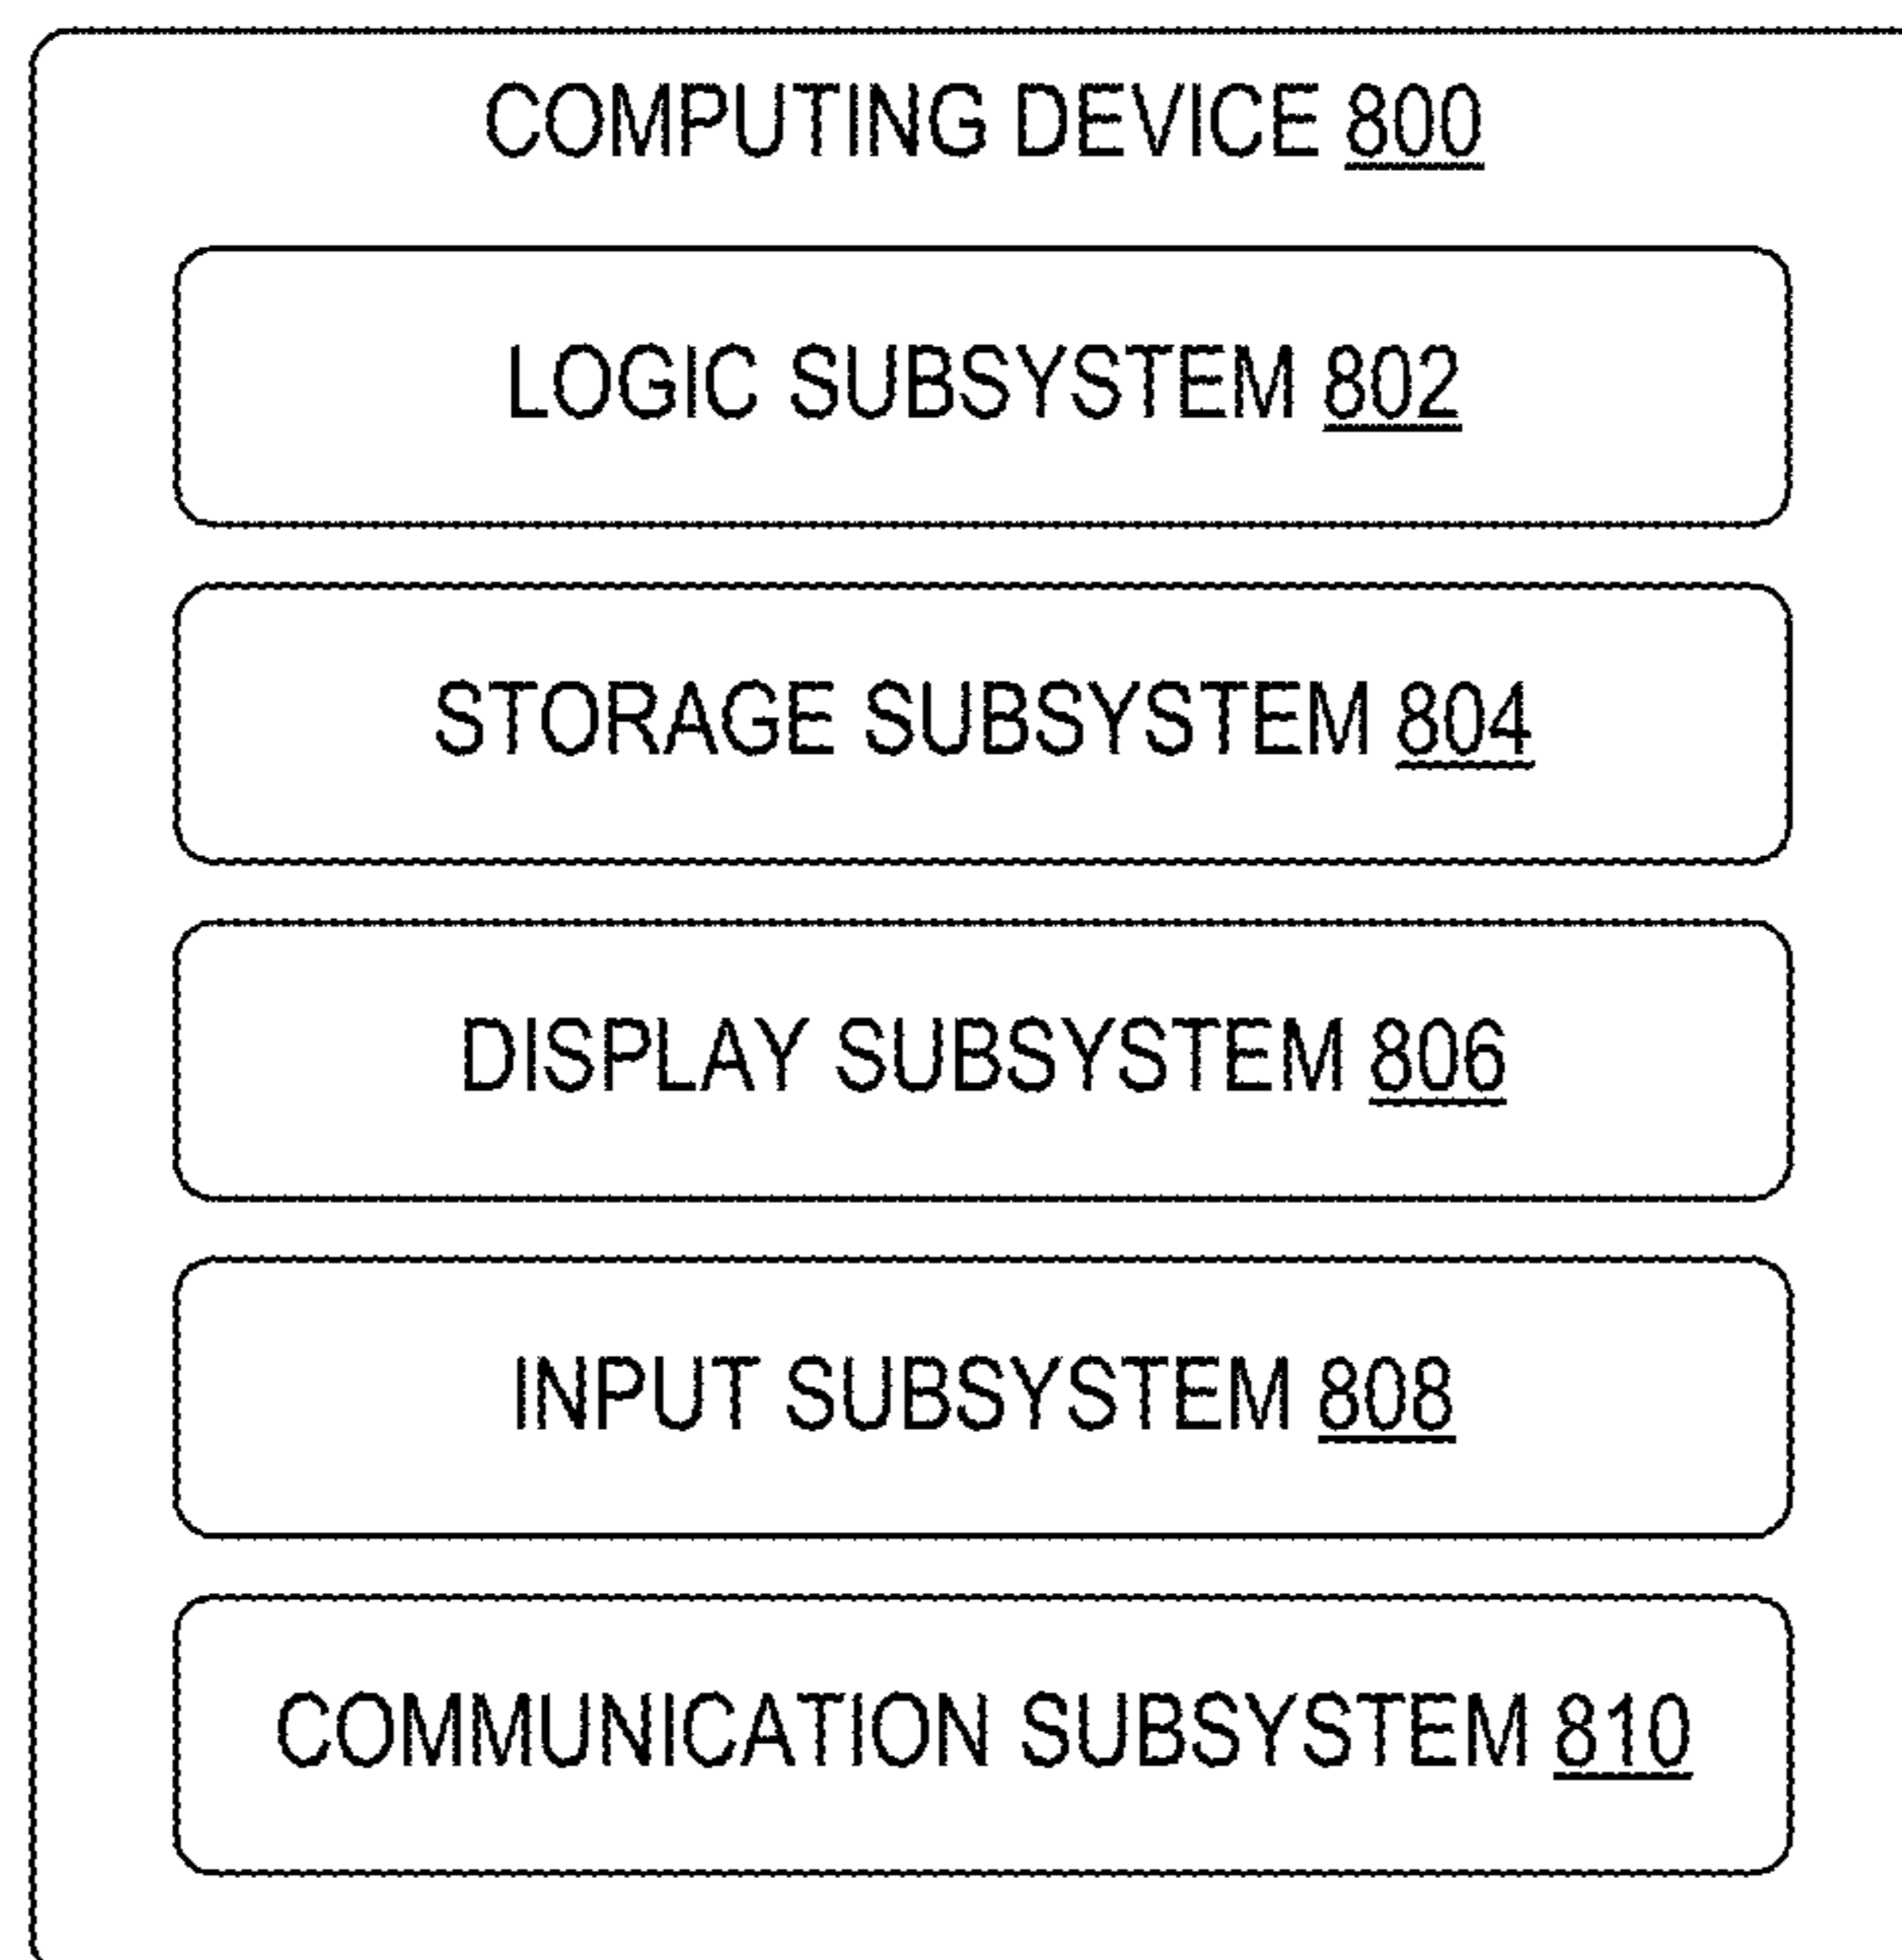 COMPUTING DEVICE 800
LOGIC SUBSYSTEM 802
STORAGE SUBSYSTEM 804
DISPLAY SUBSYSTEM 806
INPUT SUBSYSTEM 808
COMMUNICATION SUBSYSTEM 810